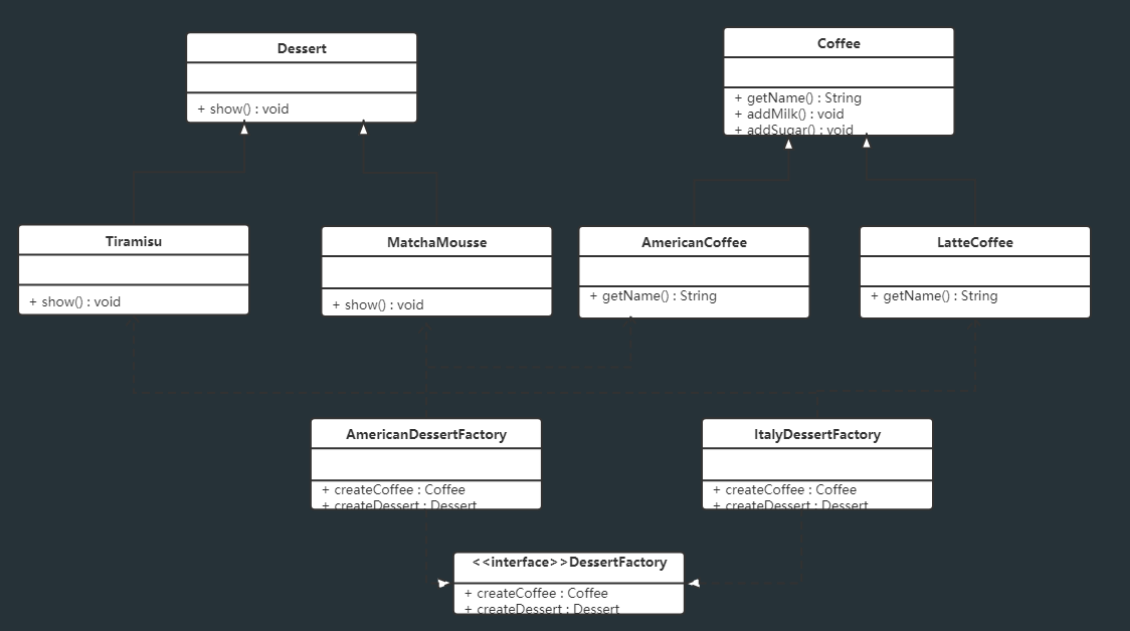 Dessert
+ show() : void
Coffee
+ getName() : String
+ addMilk() : void
+ addSugar() : void
Tiramisu
+ show() : void
MatchaMousse
+ show() : void
AmericanCoffee
+ getName() : String
LatteCoffee
+ getName() : String
AmericanDessertFactory
+ createCoffee : Coffee
+ createDessert : Dessert
ItalyDessertFactory
+ createCoffee : Coffee
+ createDessert : Dessert
<<interface>>DessertFactory
+ createCoffee : Coffee
+ createDessert : Dessert